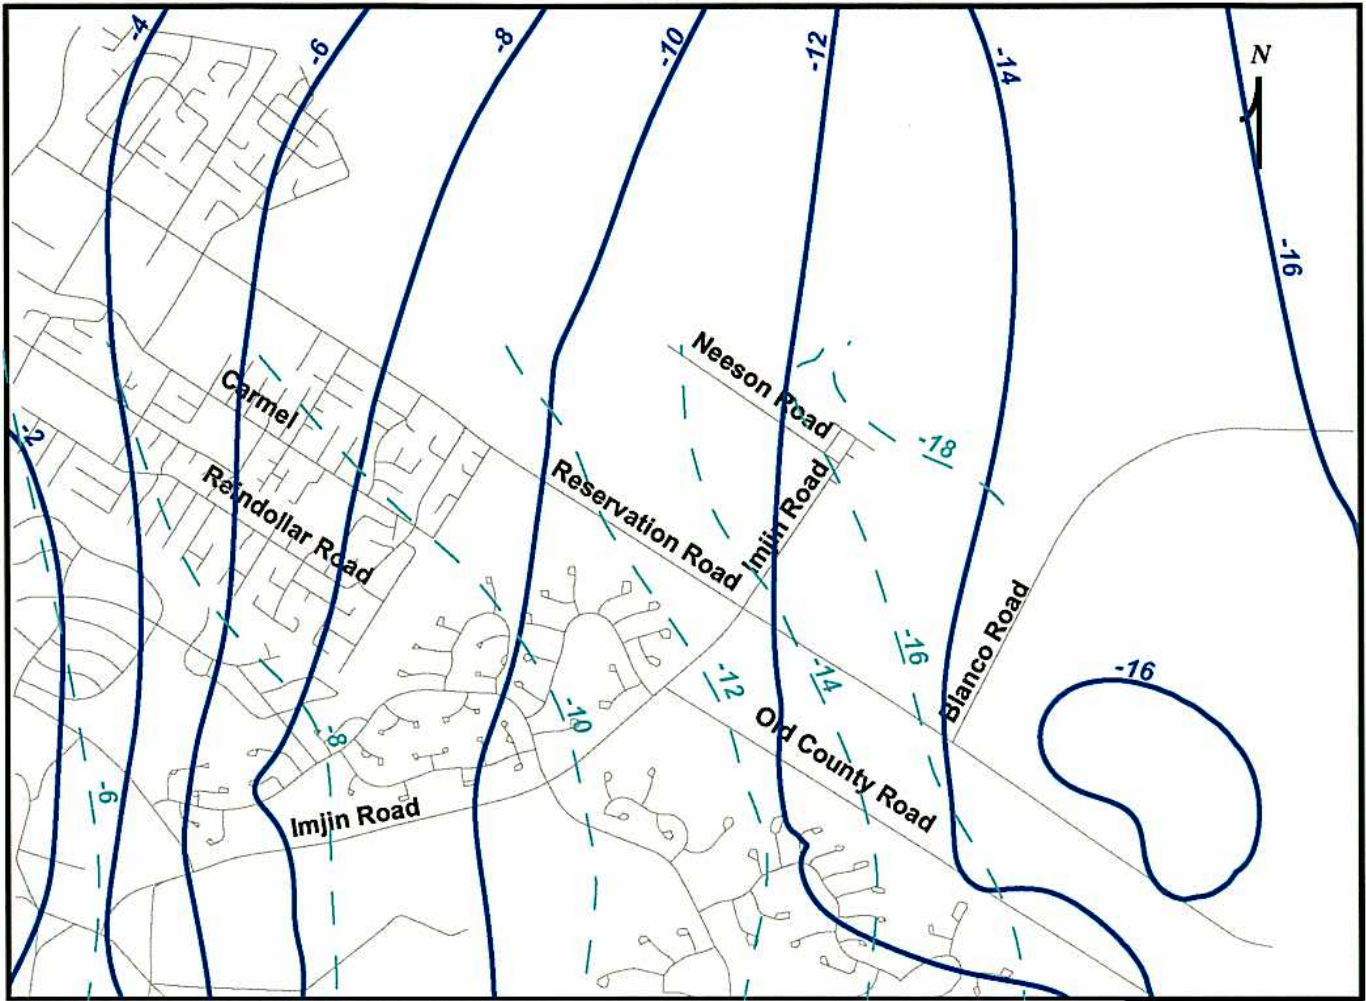 -4
-6
-8
-10
-12
-14
N
-16
Neeson Road
Carmel
-2
-18
Reservation Road
Imjin Road
Reindollar Road
Blanco Road
-16
-14
-12
-16
-10
Old County Road
-8
-6
Imjin Road